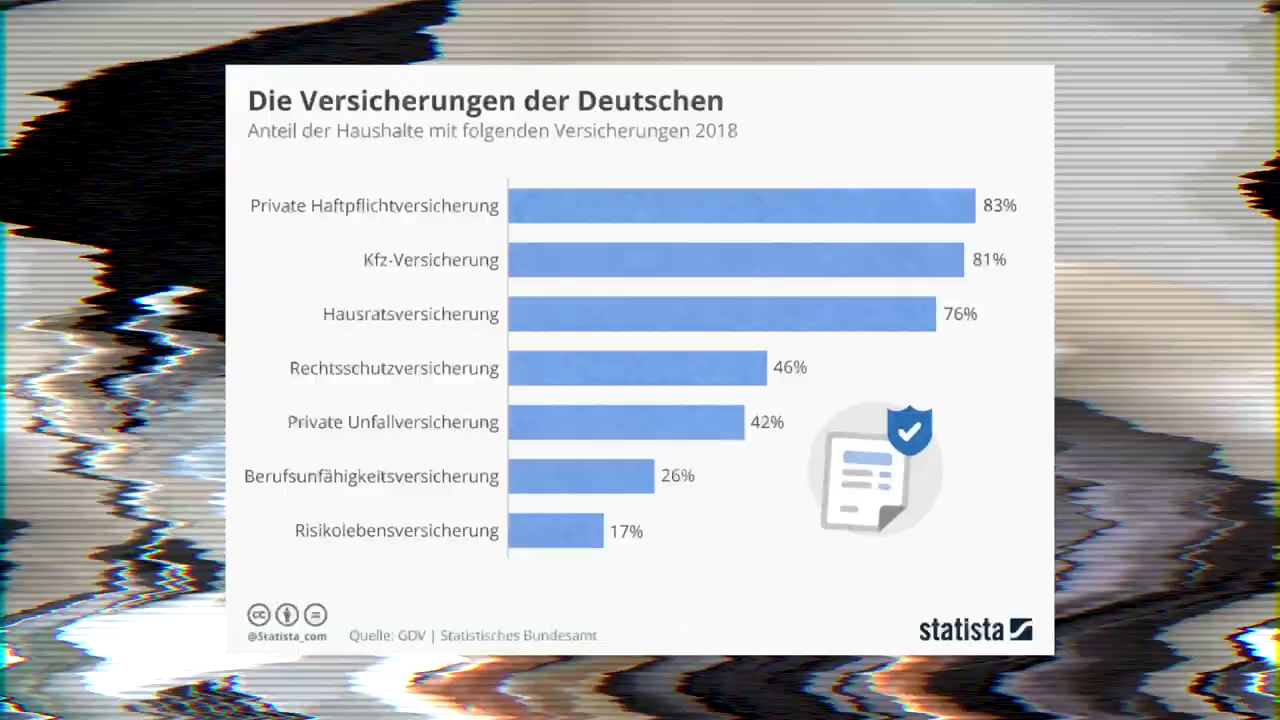 Die Versicherungen der Deutschen
Anteil der Haushalte mit folgenden Versicherungen 2018
Private Haftpflichtversicherung 83%
Kfz-Versicherung 81%
Hausratsversicherung 76%
Rechtsschutzversicherung 46%
Private Unfallversicherung 42%
Berufsunfähigkeitsversicherung 26%
Risikolebensversicherung 17%
cc
@Statista_com Quelle: GDV | Statistisches Bundesamt
statista